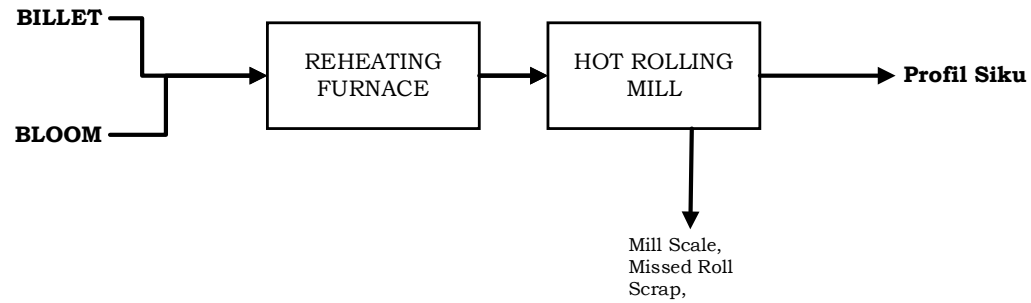 BILLET
BLOOM
REHEATING
FURNACE
HOT ROLLING
MILL
Profil Siku
Mill Scale,
Missed Roll
Scrap,